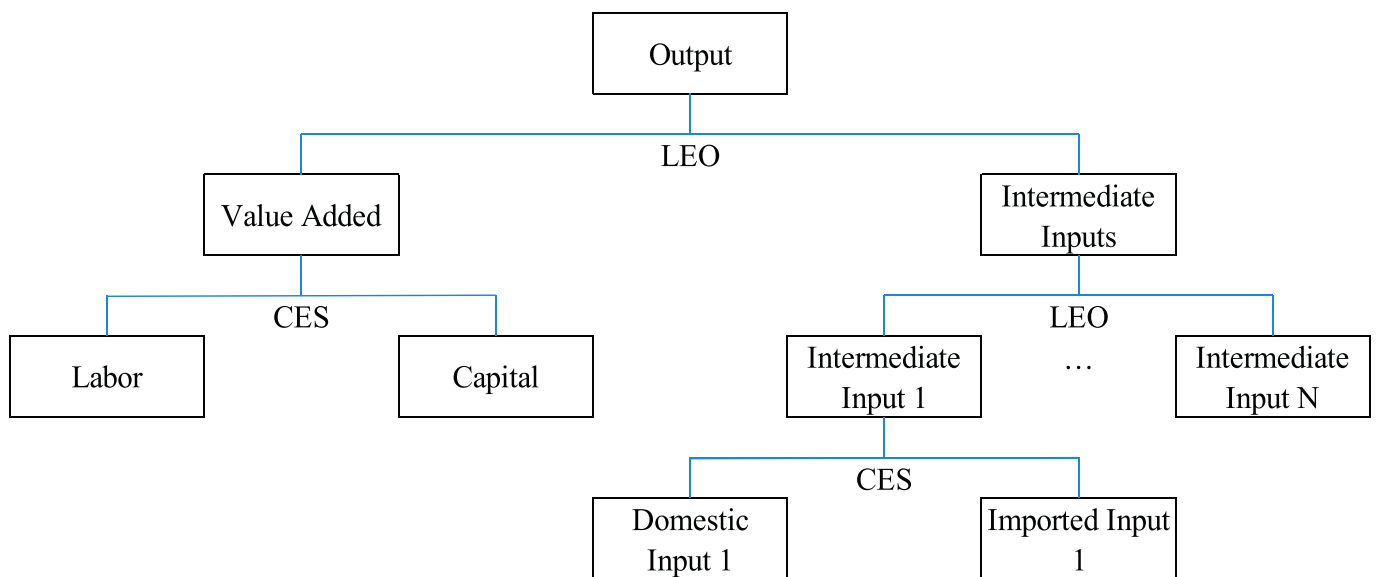 Output
LEO
Value Added
Intermediate
Inputs
CES
LEO
Labor
Capital
Intermediate
Input 1
…
Intermediate
Input N
CES
Domestic
Input 1
Imported Input
1